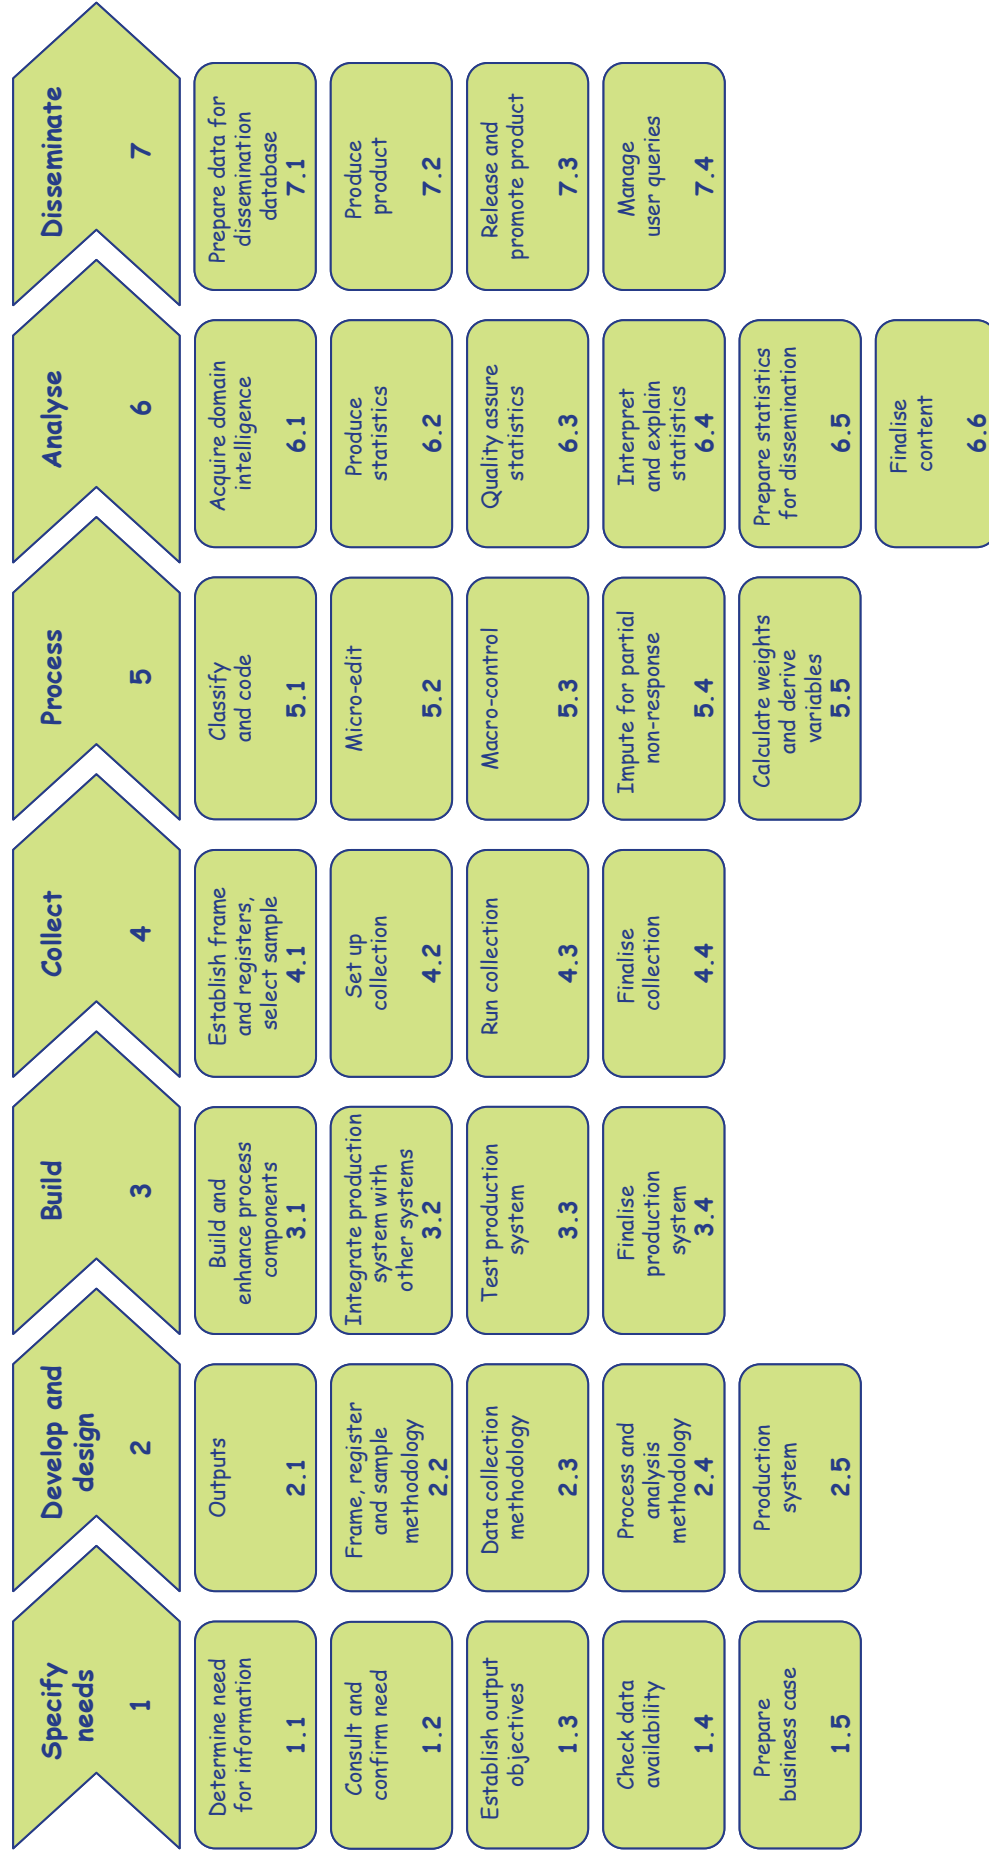 Specify
needs
1
Develop and
design
2
Build
3
Collect
4
Process
5
Analyse
6
Disseminate
7
Determine need
for information
1.1
Consult and
confirm need
1.2
Establish output
objectives
1.3
Check data
availability
1.4
Prepare
business case
1.5
Outputs
2.1
Frame, register
and sample
methodology
2.2
Data collection
methodology
2.3
Process and
analysis
methodology
2.4
Production
system
2.5
Build and
enhance process
components
3.1
Integrate production
system with
other systems
3.2
Test production
system
3.3
Finalise
production
system
3.4
Establish frame
and registers,
select sample
4.1
Set up
collection
4.2
Run collection
4.3
Finalise
collection
4.4
Classify
and code
5.1
Micro-edit
5.2
Macro-control
5.3
Impute for partial
non-response
5.4
Calculate weights
and derive
variables
5.5
Acquire domain
intelligence
6.1
Produce
statistics
6.2
Quality assure
statistics
6.3
Interpret
and explain
statistics
6.4
Prepare statistics
for dissemination
6.5
Finalise
content
6.6
Prepare data for
dissemination
database
7.1
Produce
product
7.2
Release and
promote product
7.3
Manage
user queries
7.4